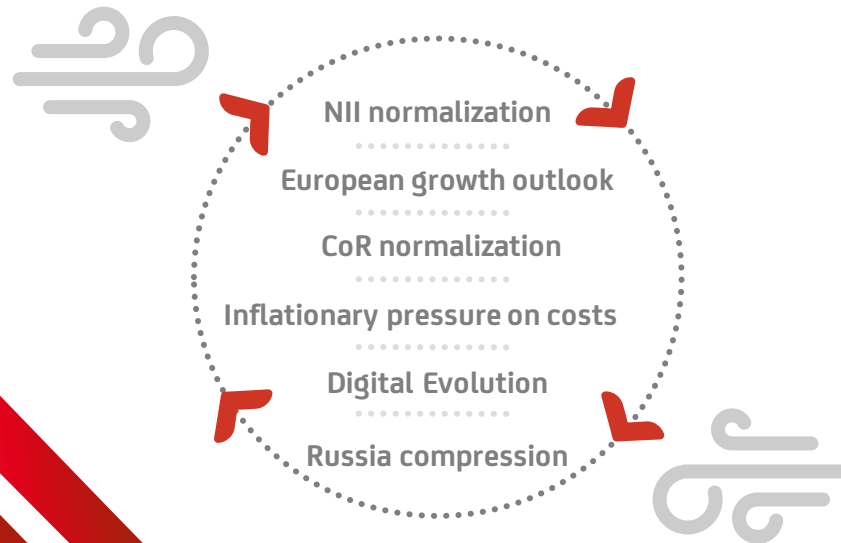 NII normalization
European growth outlook
CoR normalization
Inflationary pressure on costs
Digital Evolution
Russia compression